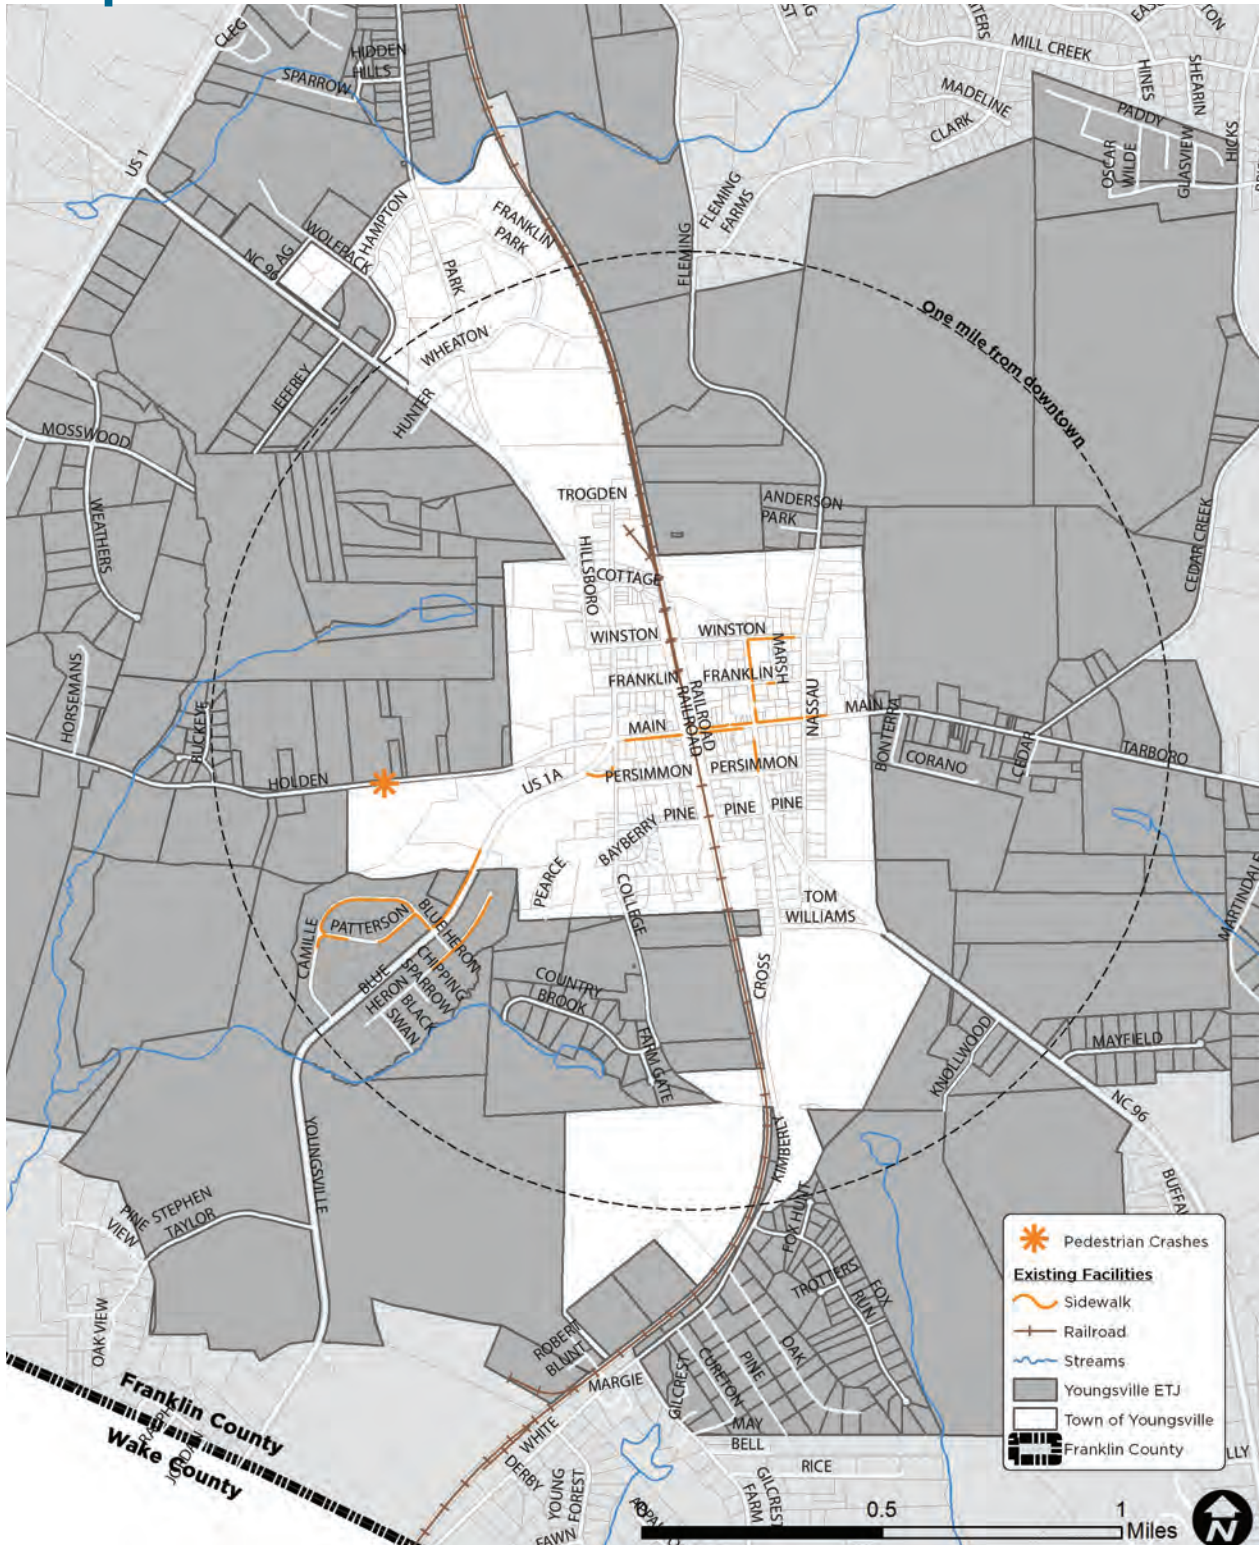 CLEG
HIDDEN
HILLS
SPARROW
US 1
MILL CREEK
HINES
SHEARIN
MADELINE
CLARK
PADDY
OSCAR
WILDE
GLASVIEW
HICKS
FLEMING
FARMS
FLEMING
HAMPTON
WOLFPACK
AG
NC 96
FRANKLIN
PARK
PARK
WHEATON
One mile from downtown
JEFFREY
HUNTER
MOSSWOOD
WEATHERS
TROGDEN
ANDERSON
PARK
CEDAR CREEK
HILLSBORO
COTTAGE
WINSTON
WINSTON
MARSH
FRANKLIN
FRANKLIN
RAILROAD
RAILROAD
NASSAU
HORSEMANS
BUCKEYE
MAIN
MAIN
BONTERRA
TARBORO
CEDAR
CORANO
HOLDEN
US 1A
PERSIMMON
PERSIMMON
PINE
PINE
PINE
BAYBERRY
PEARCE
COLLEGE
TOM
WILLIAMS
MARTINDALE
CAMILLE
PATTERSON
BLUE HERON
CHIPPING
SPARROW
BLUE
HERON
BLACK
SWAN
COUNTRY
BROOK
CROSS
FARM GATE
KNOLLWOOD
MAYFIELD
NC 96
YOUNGSVILLE
KIMBERLY
STEPHEN
TAYLOR
PINE
VIEW
FOX HUNT
TROTTERS
FOX
RUN
OAK VIEW
ROBERT
BLUNT
MARGIE
GILCREST
CURETON
PINE
OAK
WHITE
DERBY
MAY
BELL
RICE
YOUNG
FOREST
GILCREST
FARM
FAWN
Franklin County
Wake County
Pedestrian Crashes
Existing Facilities
Sidewalk
Railroad
Streams
Youngsville ETJ
Town of Youngsville
Franklin County
0
0.5
1
Miles
N